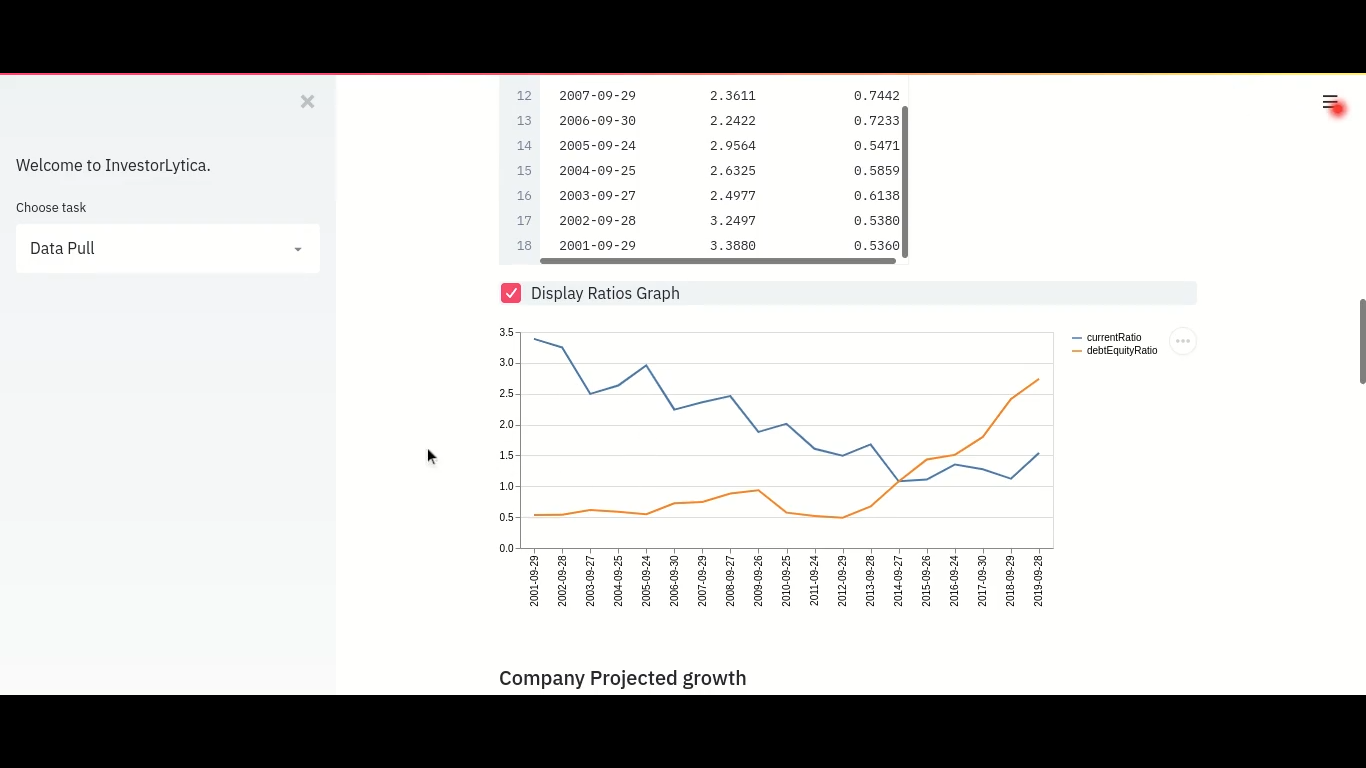 Welcome to InvestorLytica.
Choose task
Data Pull
12 2007-09-29 2.3611 0.7442
13 2006-09-30 2.2422 0.7233
14 2005-09-24 2.9564 0.5471
15 2004-09-25 2.6325 0.5859
16 2003-09-27 2.4977 0.6138
17 2002-09-28 3.2497 0.5380
18 2001-09-29 3.3880 0.5360
Display Ratios Graph
3.5
3.0
2.5
2.0
1.5
1.0
0.5
0.0
2001-09-29
2002-09-28
2003-09-27
2004-09-25
2005-09-24
2006-09-30
2007-09-29
2008-09-27
2009-09-26
2010-09-25
2011-09-24
2012-09-29
2013-09-28
2014-09-27
2015-09-26
2016-09-24
2017-09-30
2018-09-29
2019-09-28
currentRatio
debtEquityRatio
Company Projected growth